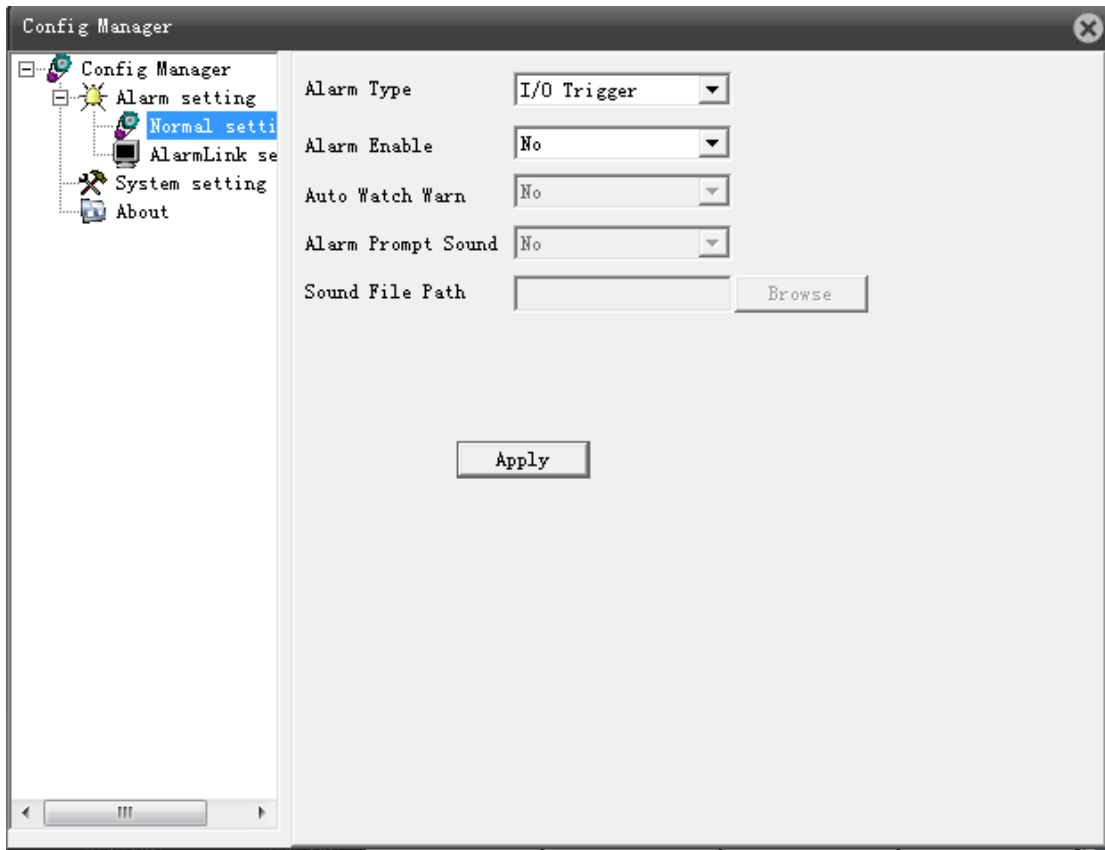 Config Manager
Config Manager
Alarm setting
Normal setti
AlarmLink se
System setting
About
Alarm Type I/O Trigger
Alarm Enable No
Auto Watch Warn No
Alarm Prompt Sound No
Sound File Path Browse
Apply